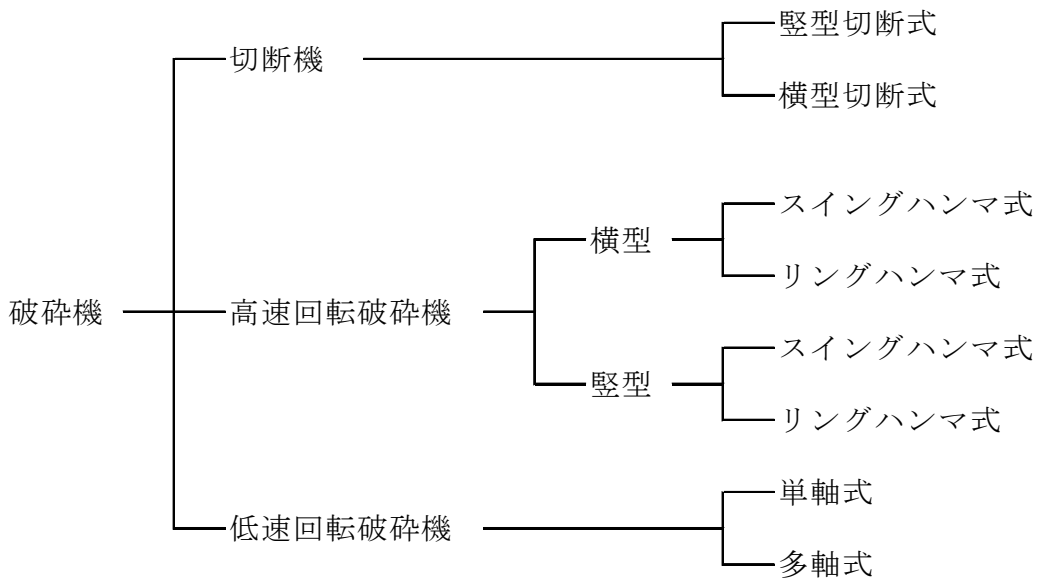 破砕機
切断機
竪型切断式
横型切断式
高速回転破砕機
横型
スイングハンマ式
リングハンマ式
竪型
スイングハンマ式
リングハンマ式
低速回転破砕機
単軸式
多軸式